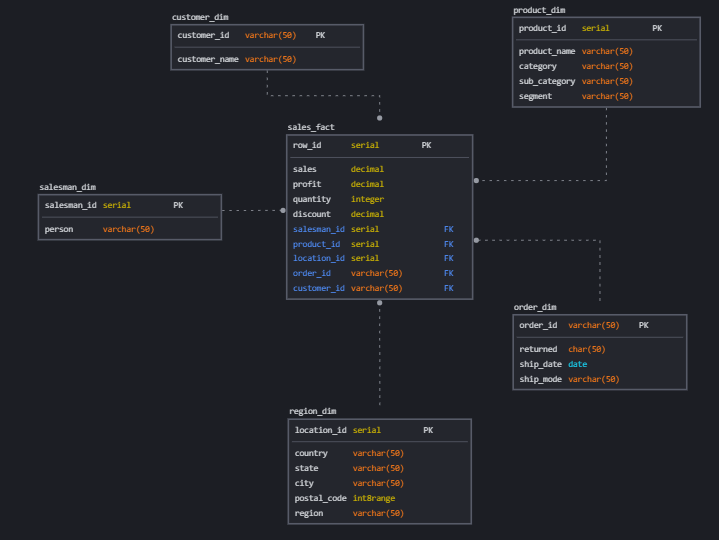 customer_dim
customer_id varchar(50) PK
customer_name varchar(50)
product_dim
product_id serial PK
product_name varchar(50)
category varchar(50)
sub_category varchar(50)
segment varchar(50)
sales_fact
row_id serial PK
sales decimal
profit decimal
quantity integer
discount decimal
salesman_id serial FK
product_id serial FK
location_id serial FK
order_id varchar(50) FK
customer_id varchar(50) FK
salesman_dim
salesman_id serial PK
person varchar(50)
order_dim
order_id varchar(50) PK
returned char(50)
ship_date date
ship_mode varchar(50)
region_dim
location_id serial PK
country varchar(50)
state varchar(50)
city varchar(50)
postal_code int8range
region varchar(50)